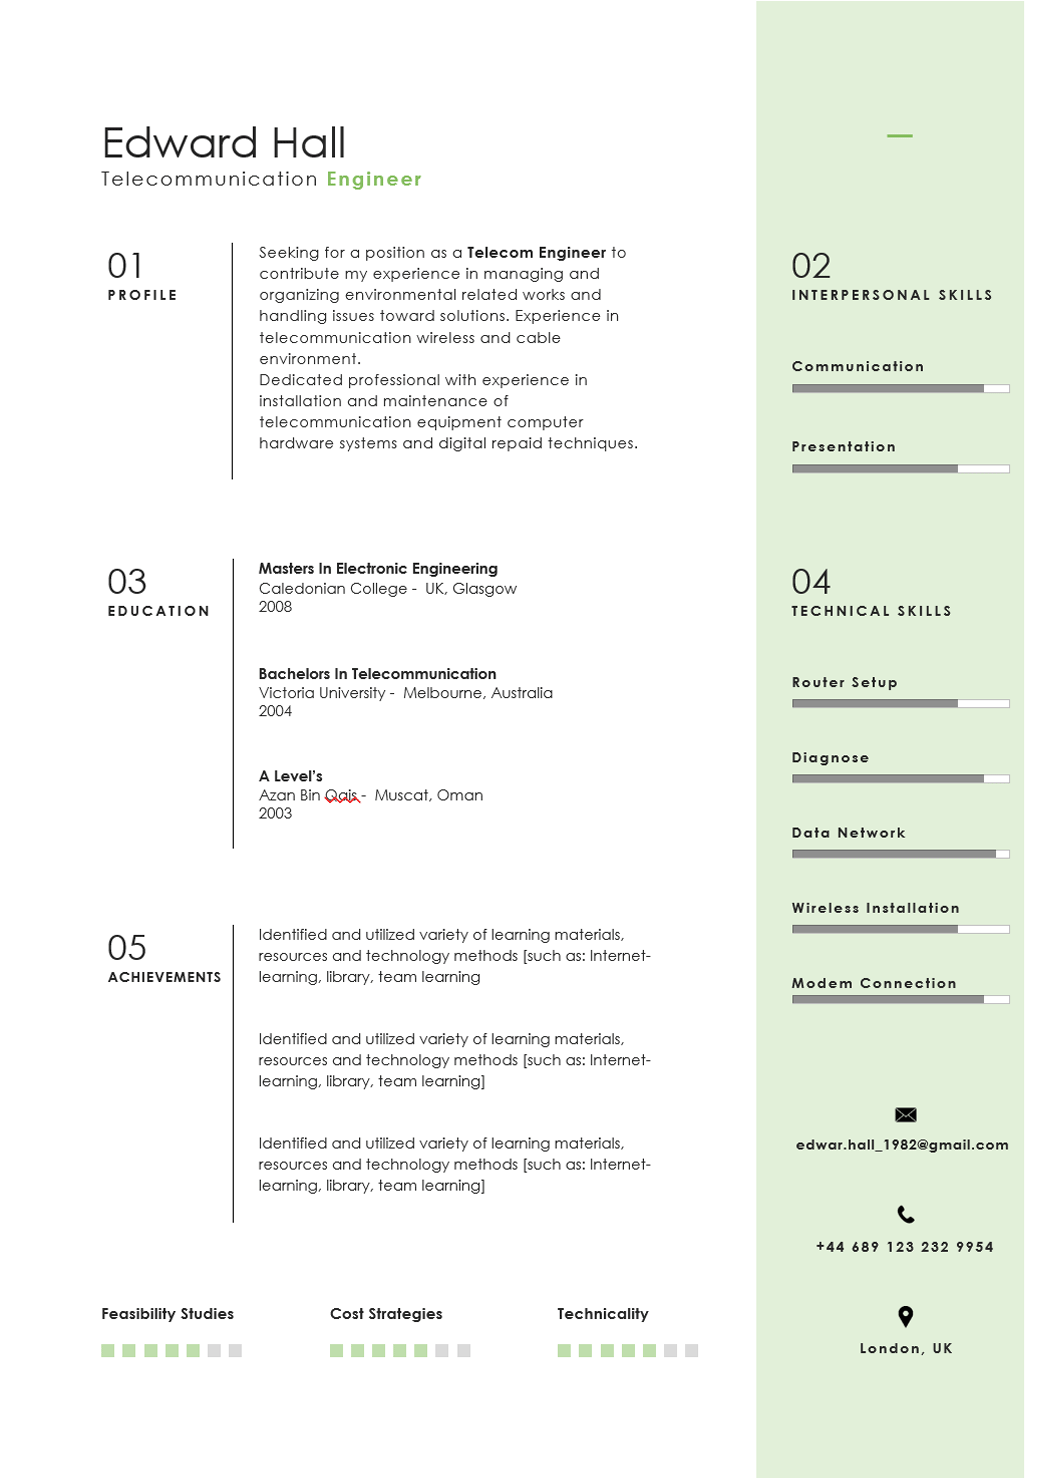 Edward Hall
Telecommunication Engineer
01
PROFILE
Seeking for a position as a Telecom Engineer to
contribute my experience in managing and
organizing environmental related works and
handling issues toward solutions. Experience in
telecommunication wireless and cable
environment.
Dedicated professional with experience in
installation and maintenance of
telecommunication equipment computer
hardware systems and digital repaid techniques.
02
INTERPERSONAL SKILLS
Communication
Presentation
03
EDUCATION
Masters In Electronic Engineering
Caledonian College - UK, Glasgow
2008
Bachelors In Telecommunication
Victoria University - Melbourne, Australia
2004
A Level's
Azan Bin Qais - Muscat, Oman
2003
04
TECHNICAL SKILLS
Router Setup
Diagnose
Data Network
Wireless Installation
Modem Connection
05
ACHIEVEMENTS
Identified and utilized variety of learning materials,
resources and technology methods [such as: Internet-
learning, library, team learning
Identified and utilized variety of learning materials,
resources and technology methods [such as: Internet-
learning, library, team learning]
Identified and utilized variety of learning materials,
resources and technology methods [such as: Internet-
learning, library, team learning]
edwar.hall_1982@gmail.com
+44 689 123 232 9954
London, UK
Feasibility Studies
Cost Strategies
Technicality